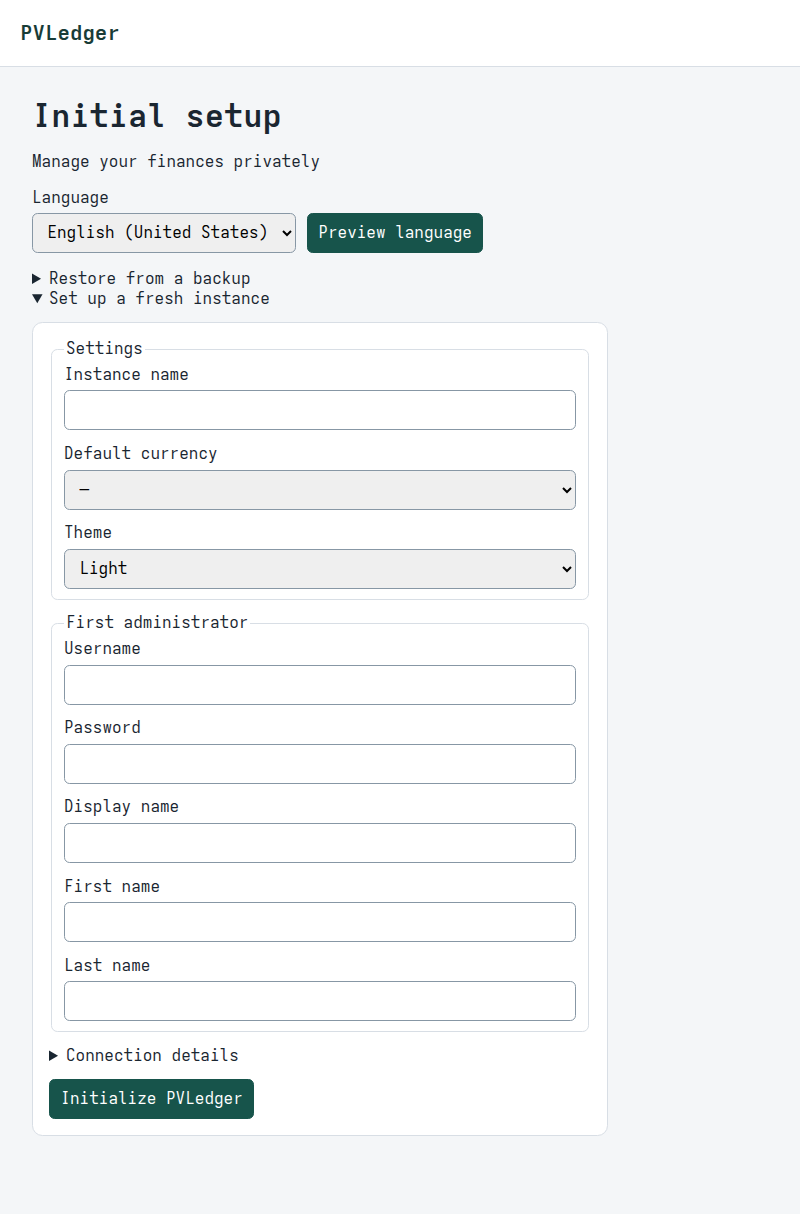 PVLedger
Initial setup
Manage your finances privately
Language
English (United States)
Preview language
Restore from a backup
Set up a fresh instance
Settings
Instance name
Default currency
—
Theme
Light
First administrator
Username
Password
Display name
First name
Last name
Connection details
Initialize PVLedger